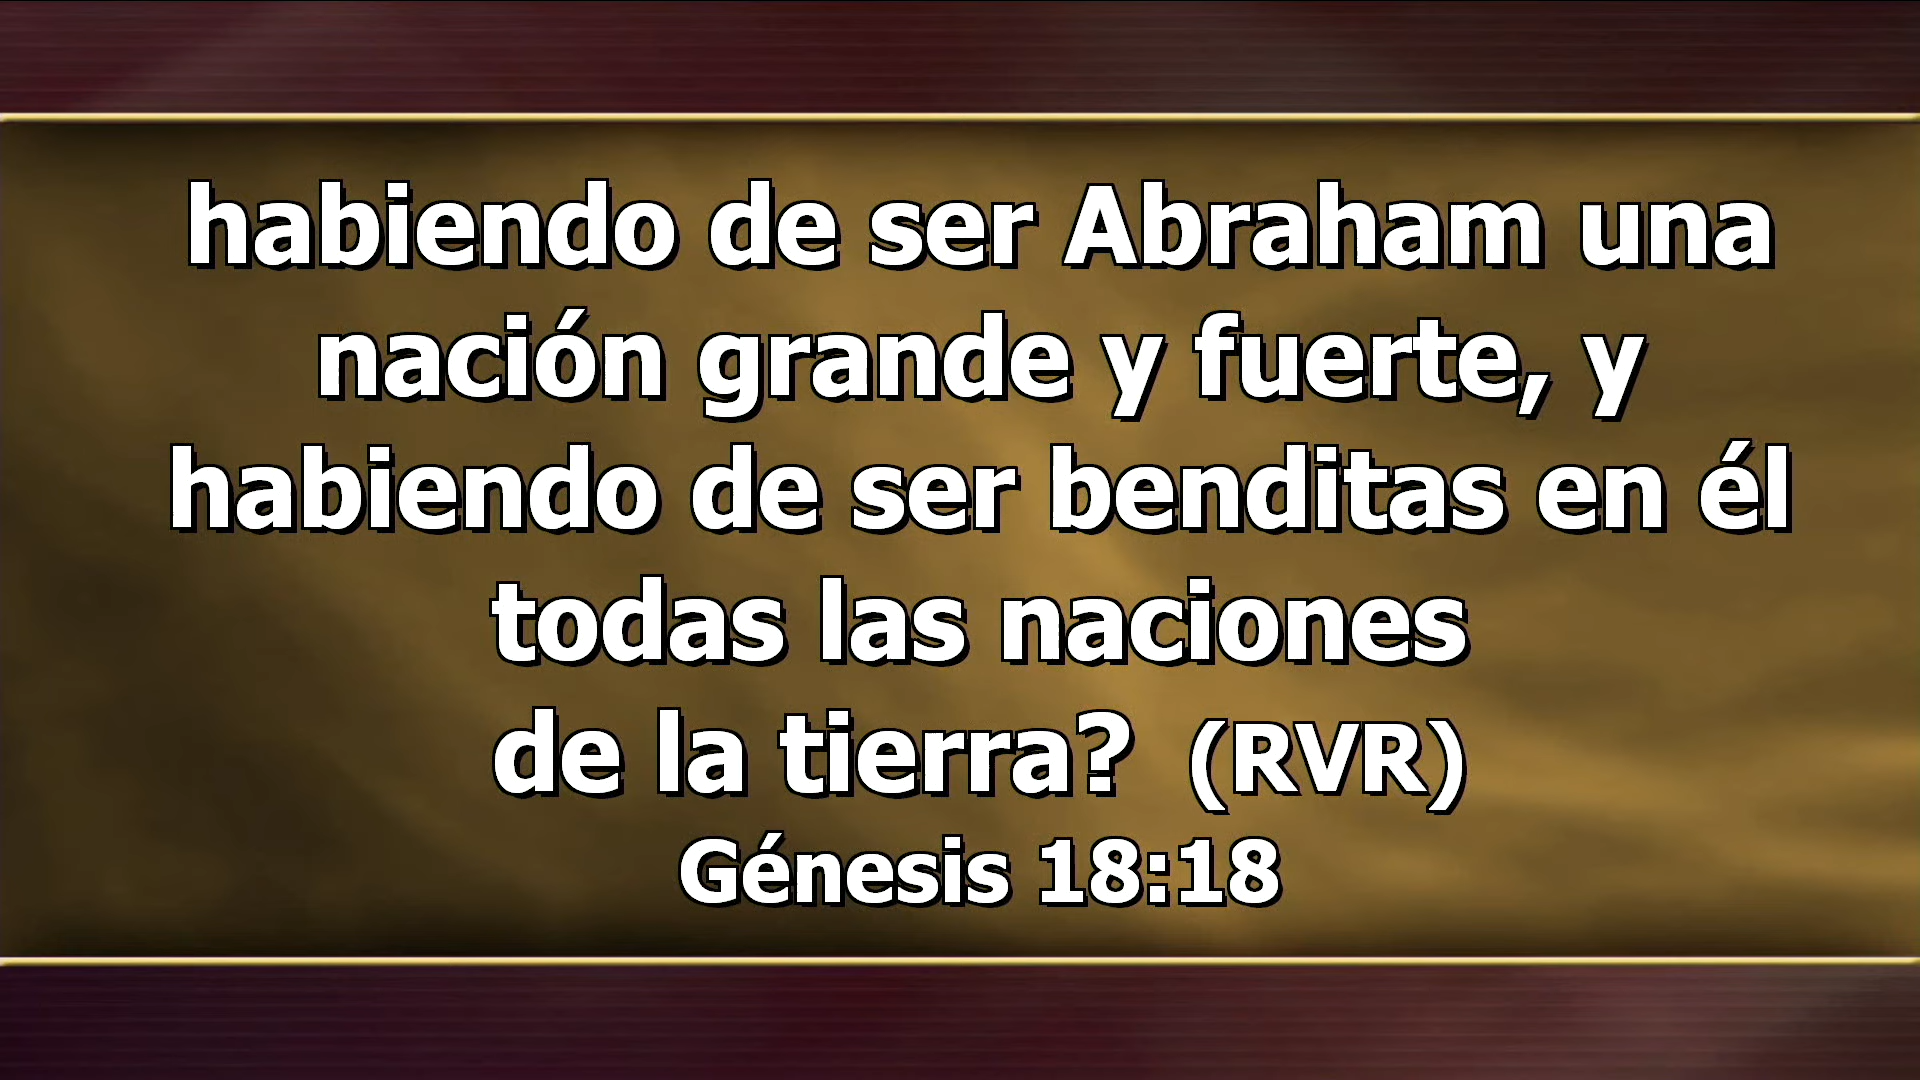 habiendo de ser Abraham una
nación grande y fuerte, y
habiendo de ser benditas en él
todas las naciones
de la tierra? (RVR)
Génesis 18:18